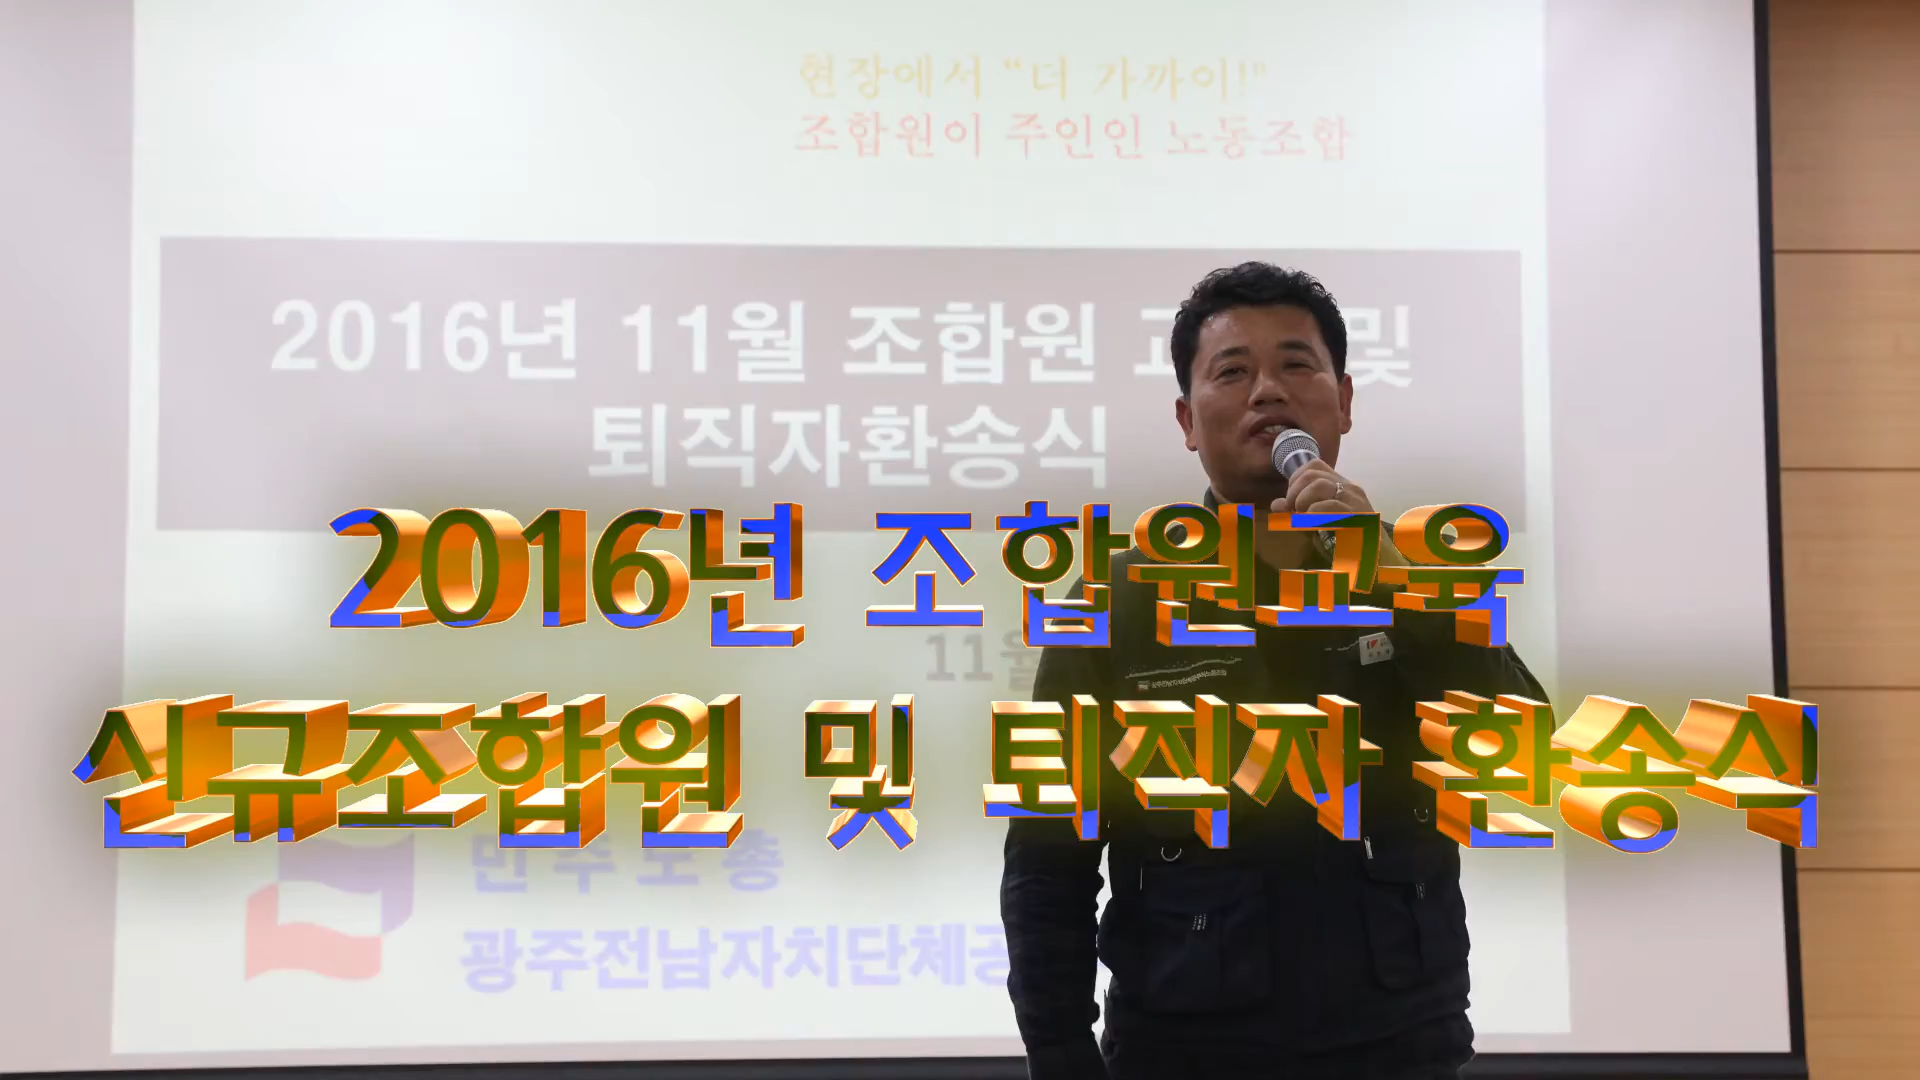 현장에서 “더 가까이!"
조합원이 주인인 노동조합
2016년 11월 조합원 및
퇴직자환송식
2016년 조합원교육
11월
신규조합원 및 퇴직자 환송식
민주노총
광주전남자치단체공